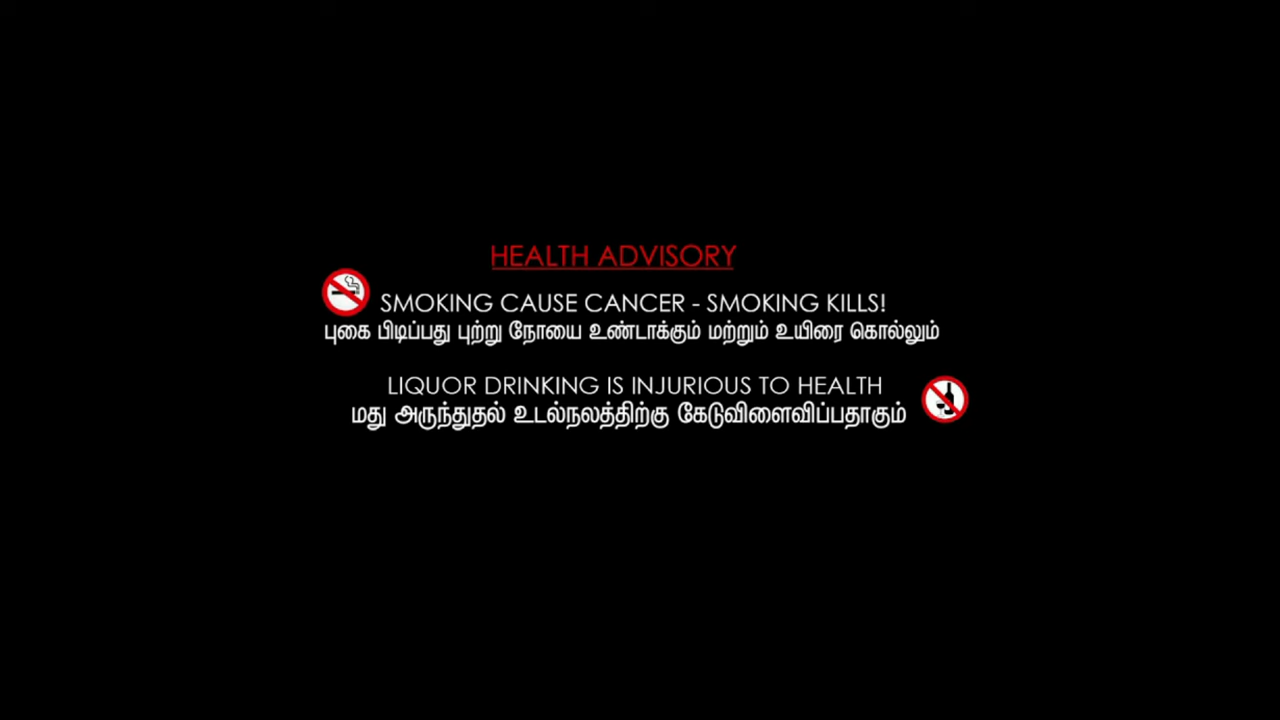 HEALTH ADVISORY
SMOKING CAUSE CANCER - SMOKING KILLS!
புகை பிடிப்பது புற்று நோயை உண்டாக்கும் மற்றும் உயிரை கொல்லும்
LIQUOR DRINKING IS INJURIOUS TO HEALTH
மது அருந்துதல் உடல்நலத்திற்கு கேடுவிளைவிப்பதாகும்